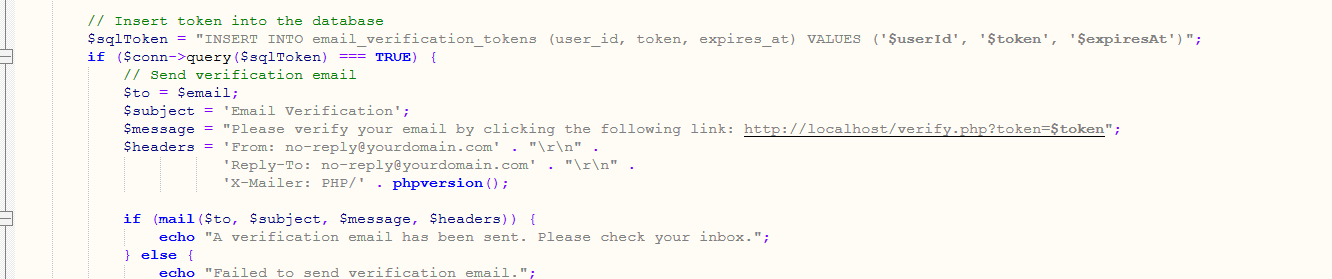 // Insert token into the database
$sqlToken = "INSERT INTO email_verification_tokens (user_id, token, expires_at) VALUES ('$userId', '$token', '$expiresAt')";
if ($conn->query($sqlToken) === TRUE) {
// Send verification email
$to = $email;
$subject = 'Email Verification';
$message = "Please verify your email by clicking the following link: http://localhost/verify.php?token=$token";
$headers = 'From: no-reply@yourdomain.com' . "\r\n" .
'Reply-To: no-reply@yourdomain.com' . "\r\n" .
'X-Mailer: PHP/' . phpversion();
if (mail($to, $subject, $message, $headers)) {
echo "A verification email has been sent. Please check your inbox.";
} else {
echo "Failed to send verification email.";